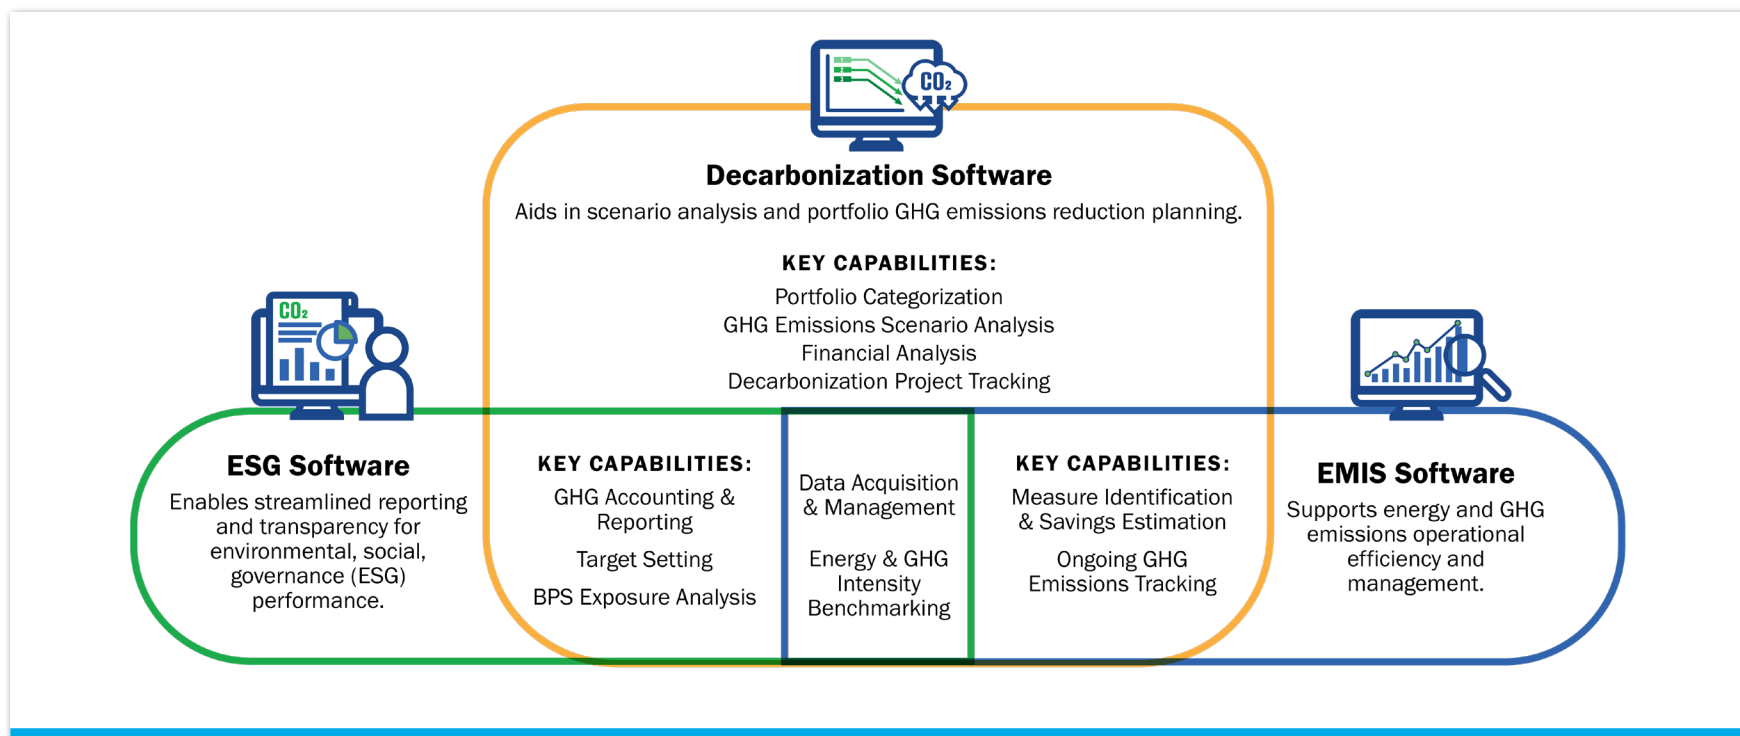 1
2
3
CO₂
Decarbonization Software
Aids in scenario analysis and portfolio GHG emissions reduction planning.
KEY CAPABILITIES:
Portfolio Categorization
GHG Emissions Scenario Analysis
Financial Analysis
Decarbonization Project Tracking
CO₂
ESG Software
Enables streamlined reporting
and transparency for
environmental, social,
governance (ESG)
performance.
KEY CAPABILITIES:
GHG Accounting &
Reporting
Target Setting
BPS Exposure Analysis
Data Acquisition
& Management
Energy & GHG
Intensity
Benchmarking
KEY CAPABILITIES:
Measure Identification
& Savings Estimation
Ongoing GHG
Emissions Tracking
EMIS Software
Supports energy and GHG
emissions operational
efficiency and
management.